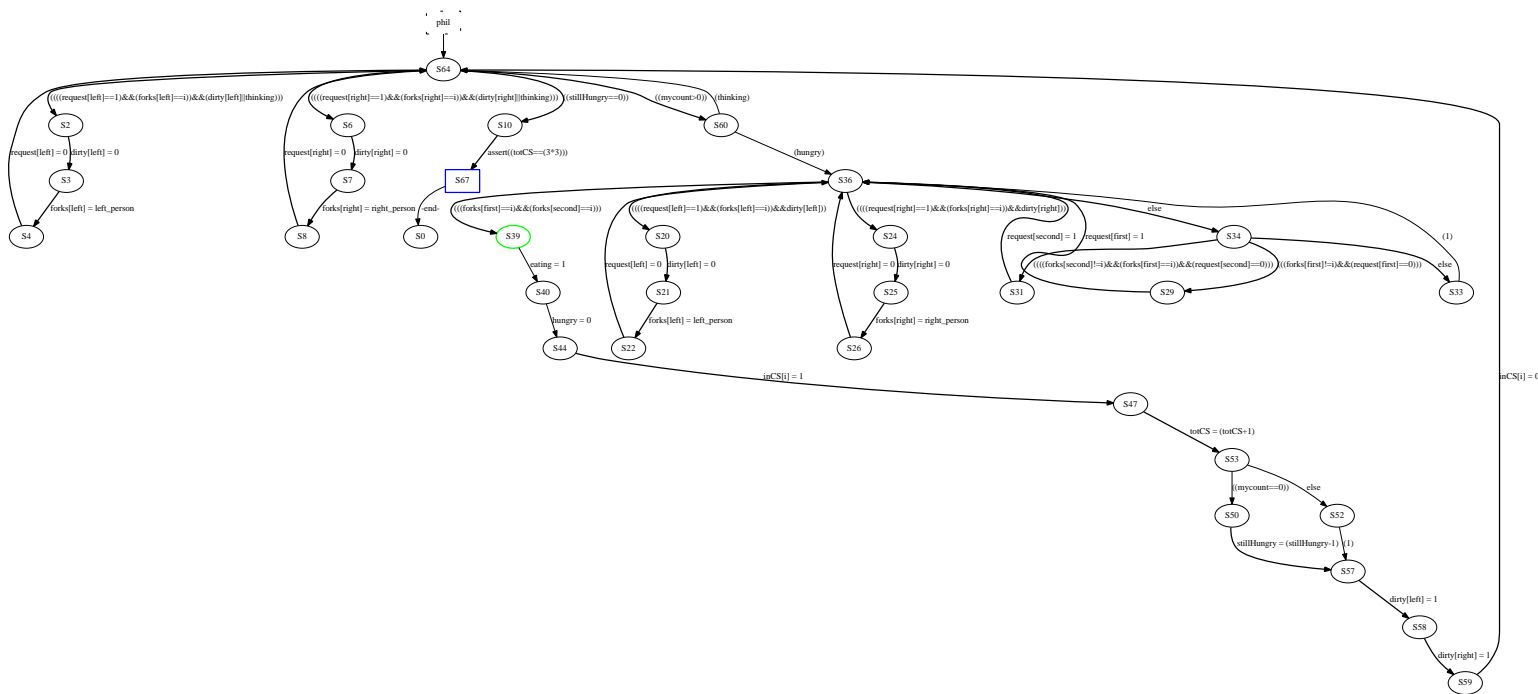 phil
S64
((((request[left]==1)&&(forks[left]==i))&&(dirty[left]||thinking)))
((((request[right]==1)&&(forks[right]==i))&&(dirty[right]||thinking)))
((stillHungry==0))
((mycount>0))
(thinking)
S2
S6
S10
S60
request[left] = 0
dirty[left] = 0
request[right] = 0
dirty[right] = 0
assert((totCS==(3*3)))
(hungry)
S3
S7
S67
S36
forks[left] = left_person
forks[right] = right_person
-end-
(((forks[first]==i)&&(forks[second]==i)))
((((request[left]==1)&&(forks[left]==i))&&dirty[left]))
((((request[right]==1)&&(forks[right]==i))&&dirty[right]))
else
S4
S8
S0
S39
S20
S24
request[second] = 1
request[first] = 1
S34
(1)
eating = 1
request[left] = 0
dirty[left] = 0
request[right] = 0
dirty[right] = 0
((((forks[second]!=i)&&(forks[first]==i))&&(request[second]==0)))
(((forks[first]!=i)&&(request[first]==0)))
else
S40
S21
S25
S31
S29
S33
hungry = 0
forks[left] = left_person
forks[right] = right_person
S44
S22
S26
inCS[i] = 1
inCS[i] = 0
S47
totCS = (totCS+1)
S53
((mycount==0))
else
S50
S52
stillHungry = (stillHungry-1)
(1)
S57
dirty[left] = 1
S58
dirty[right] = 1
S59